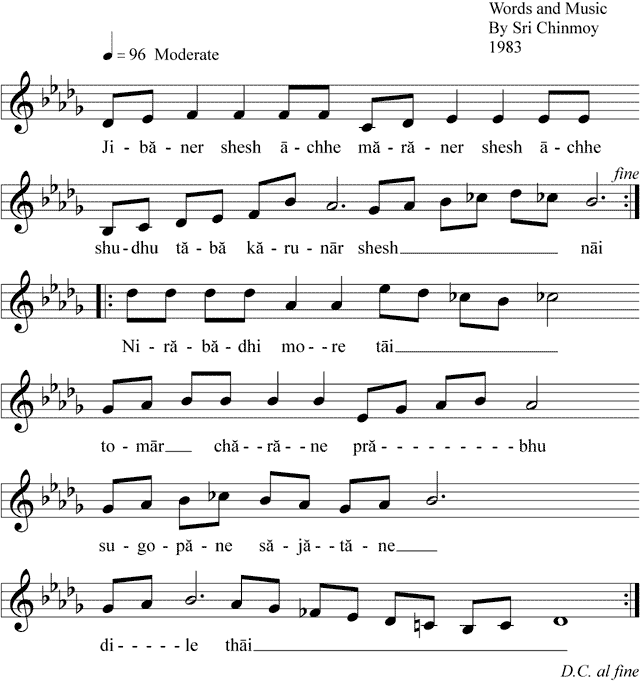 Words and Music
By Sri Chinmoy
1983
♩ = 96 Moderate
Ji - bă - ner shesh ā - chhe mă - ră - ner shesh ā - chhe
fine
shu - dhu tă - bă kă - ru - nār shesh nāi
Ni - ră - bă - dhi mo - - re tāi
to - mār chă - - ră - ne pră - - - - - - - - - bhu
su - go - pă - ne să - jă - - tă - ne
di - - - - - le thāi
D.C. al fine